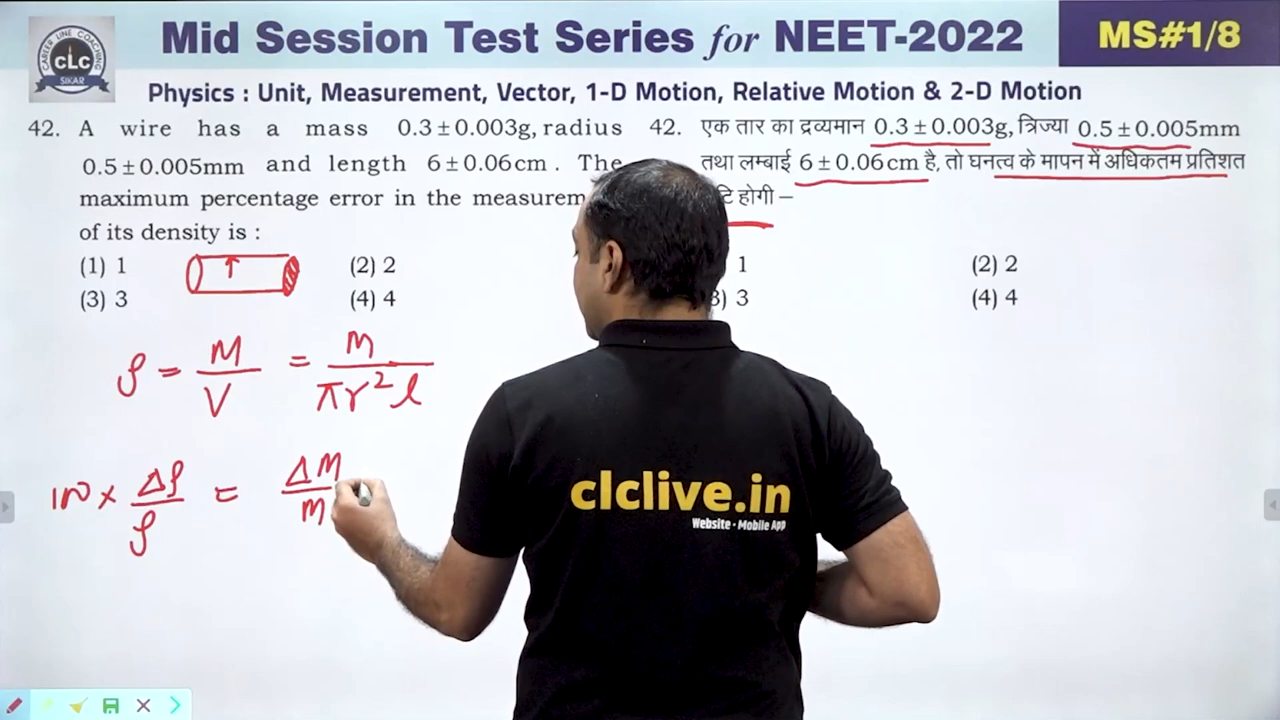 Mid Session Test Series for NEET-2022
MS#1/8
CAREER LINE COACHING
CLC
SIKAR
Physics : Unit, Measurement, Vector, 1-D Motion, Relative Motion & 2-D Motion
42. A wire has a mass 0.3±0.003g, radius
0.5±0.005mm and length 6±0.06cm. The
maximum percentage error in the
of its density is :
(1) 1
(2) 2
(3) 3
(4) 4
42. एक तार का द्रव्यमान 0.3±0.003g, त्रिज्या 0.5±0.005mm
तथा लम्बाई 6±0.06cm है, तो घनत्व के मापन में अधिकतम प्रतिशत
होगी –
1
(2) 2
3
(4) 4
ρ = M/V = m/πr²l
100 × Δρ/ρ = ΔM/m
clclive.in
Website • Mobile App